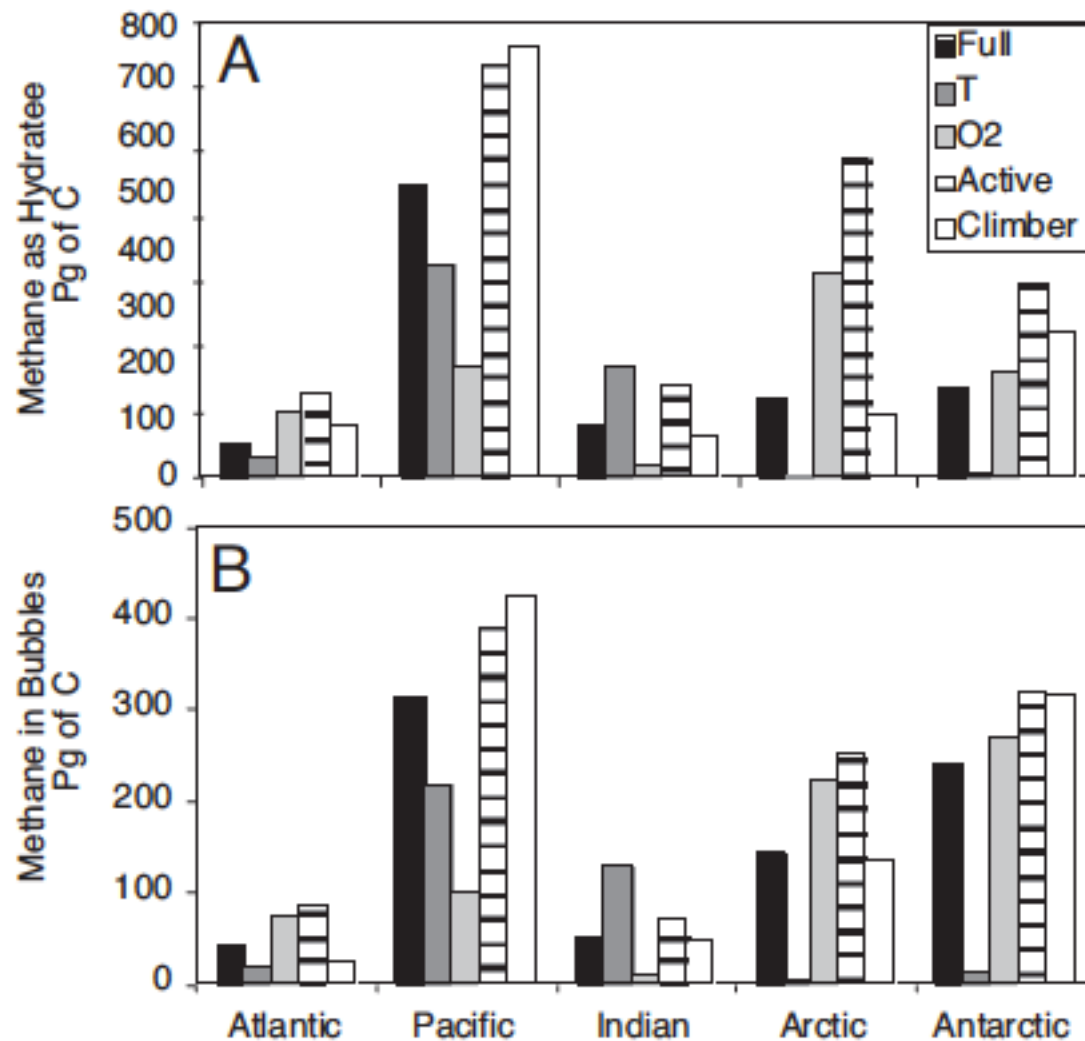 A
Methane as Hydratee
Pg of C
800
700
600
500
400
300
200
100
0
Full
T
O2
Active
Climber
B
Methane in Bubbles
Pg of C
500
400
300
200
100
0
Atlantic Pacific Indian Arctic Antarctic